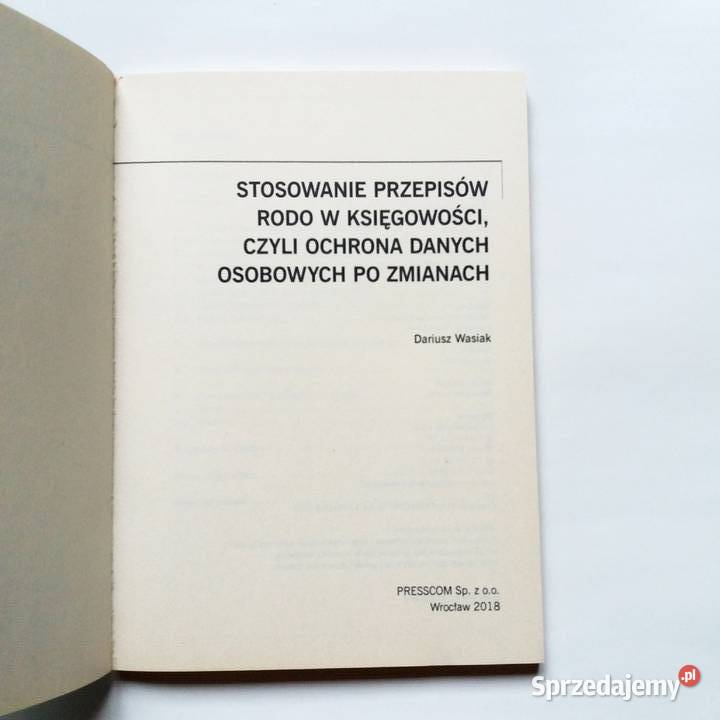 STOSOWANIE PRZEPISÓW
RODO W KSIĘGOWOŚCI,
CZYLI OCHRONA DANYCH
OSOBOWYCH PO ZMIANACH
Dariusz Wasiak
PRESSCOM Sp. z o.o.
Wrocław 2018
Sprzedajemy.pl